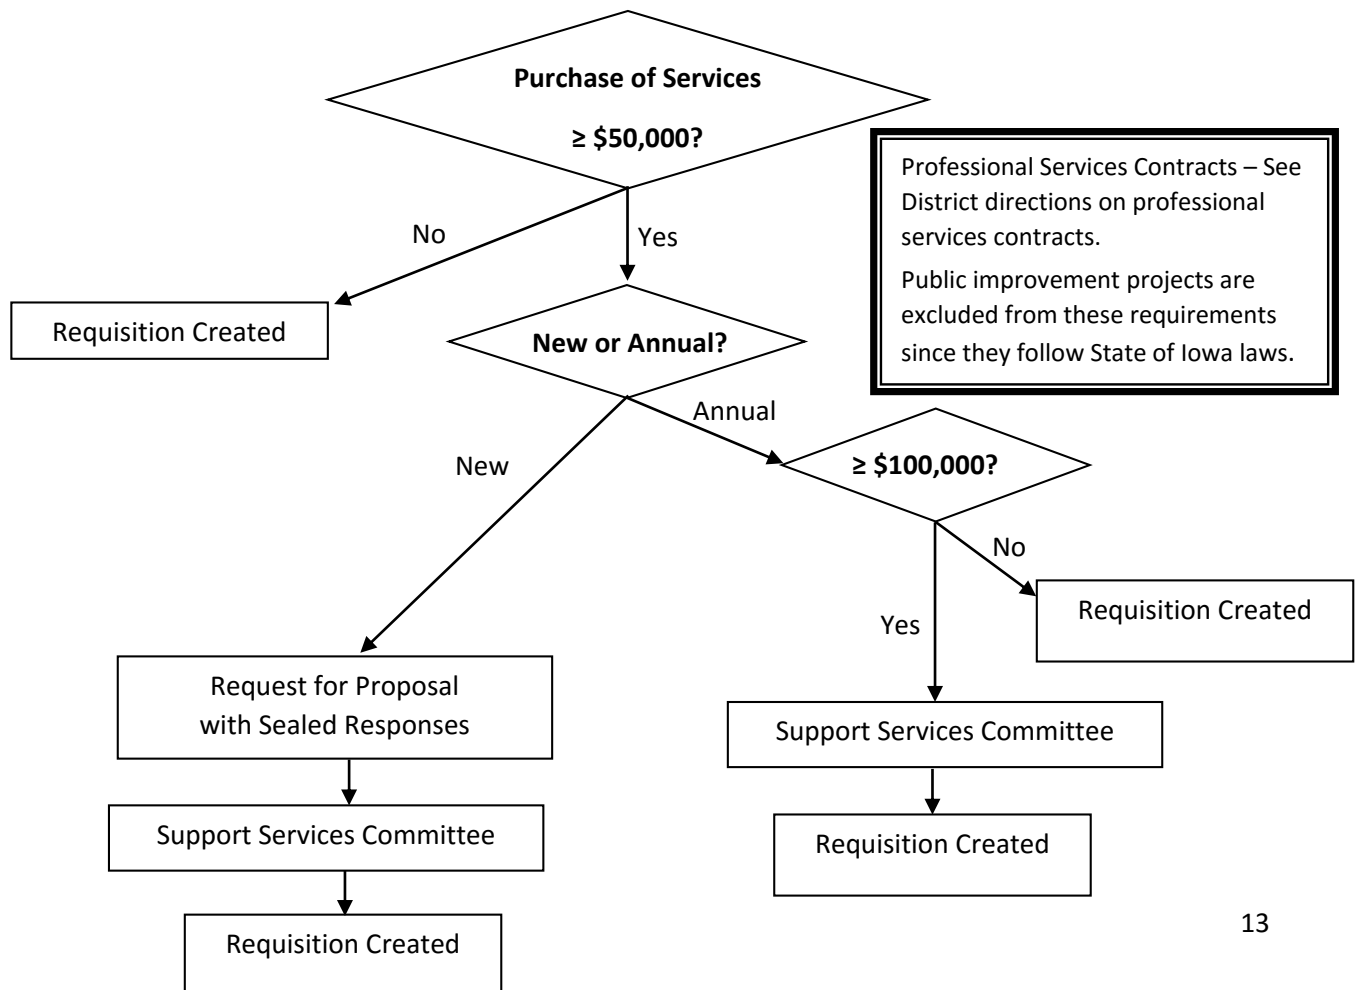 Purchase of Services
≥ $50,000?
Professional Services Contracts – See
District directions on professional
services contracts.
Public improvement projects are
excluded from these requirements
since they follow State of Iowa laws.
No
Yes
Requisition Created
New or Annual?
Annual
≥ $100,000?
New
No
Requisition Created
Yes
Request for Proposal
with Sealed Responses
Support Services Committee
Support Services Committee
Requisition Created
Requisition Created
13